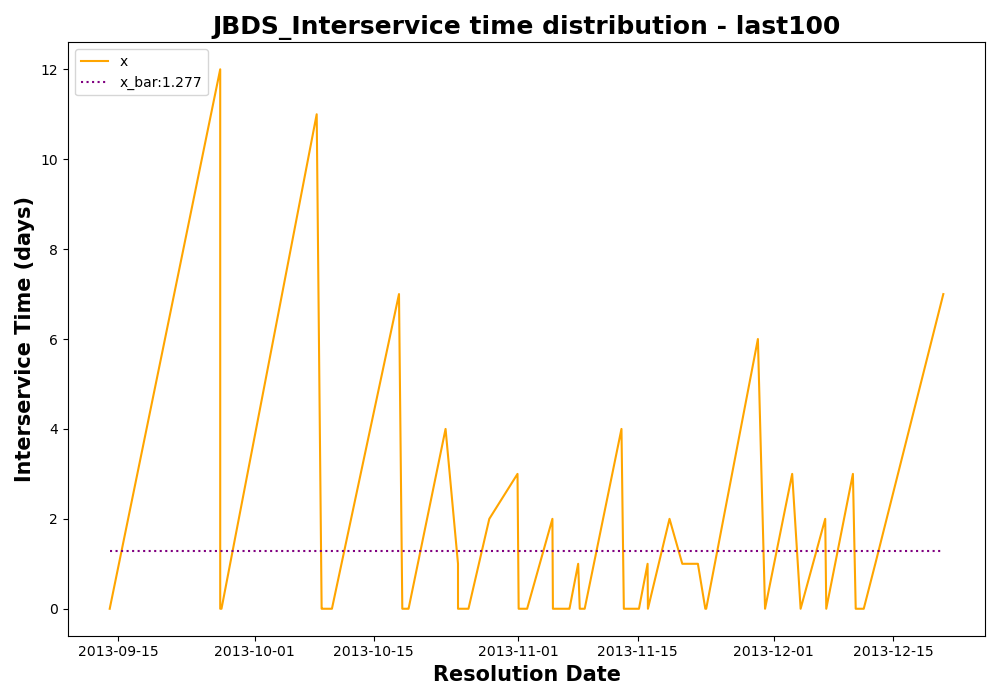 JBDS_Interservice time distribution - last100
x
x_bar:1.277
Interservice Time (days)
12
10
8
6
4
2
0
2013-09-15 2013-10-01 2013-10-15 2013-11-01 2013-11-15 2013-12-01 2013-12-15
Resolution Date